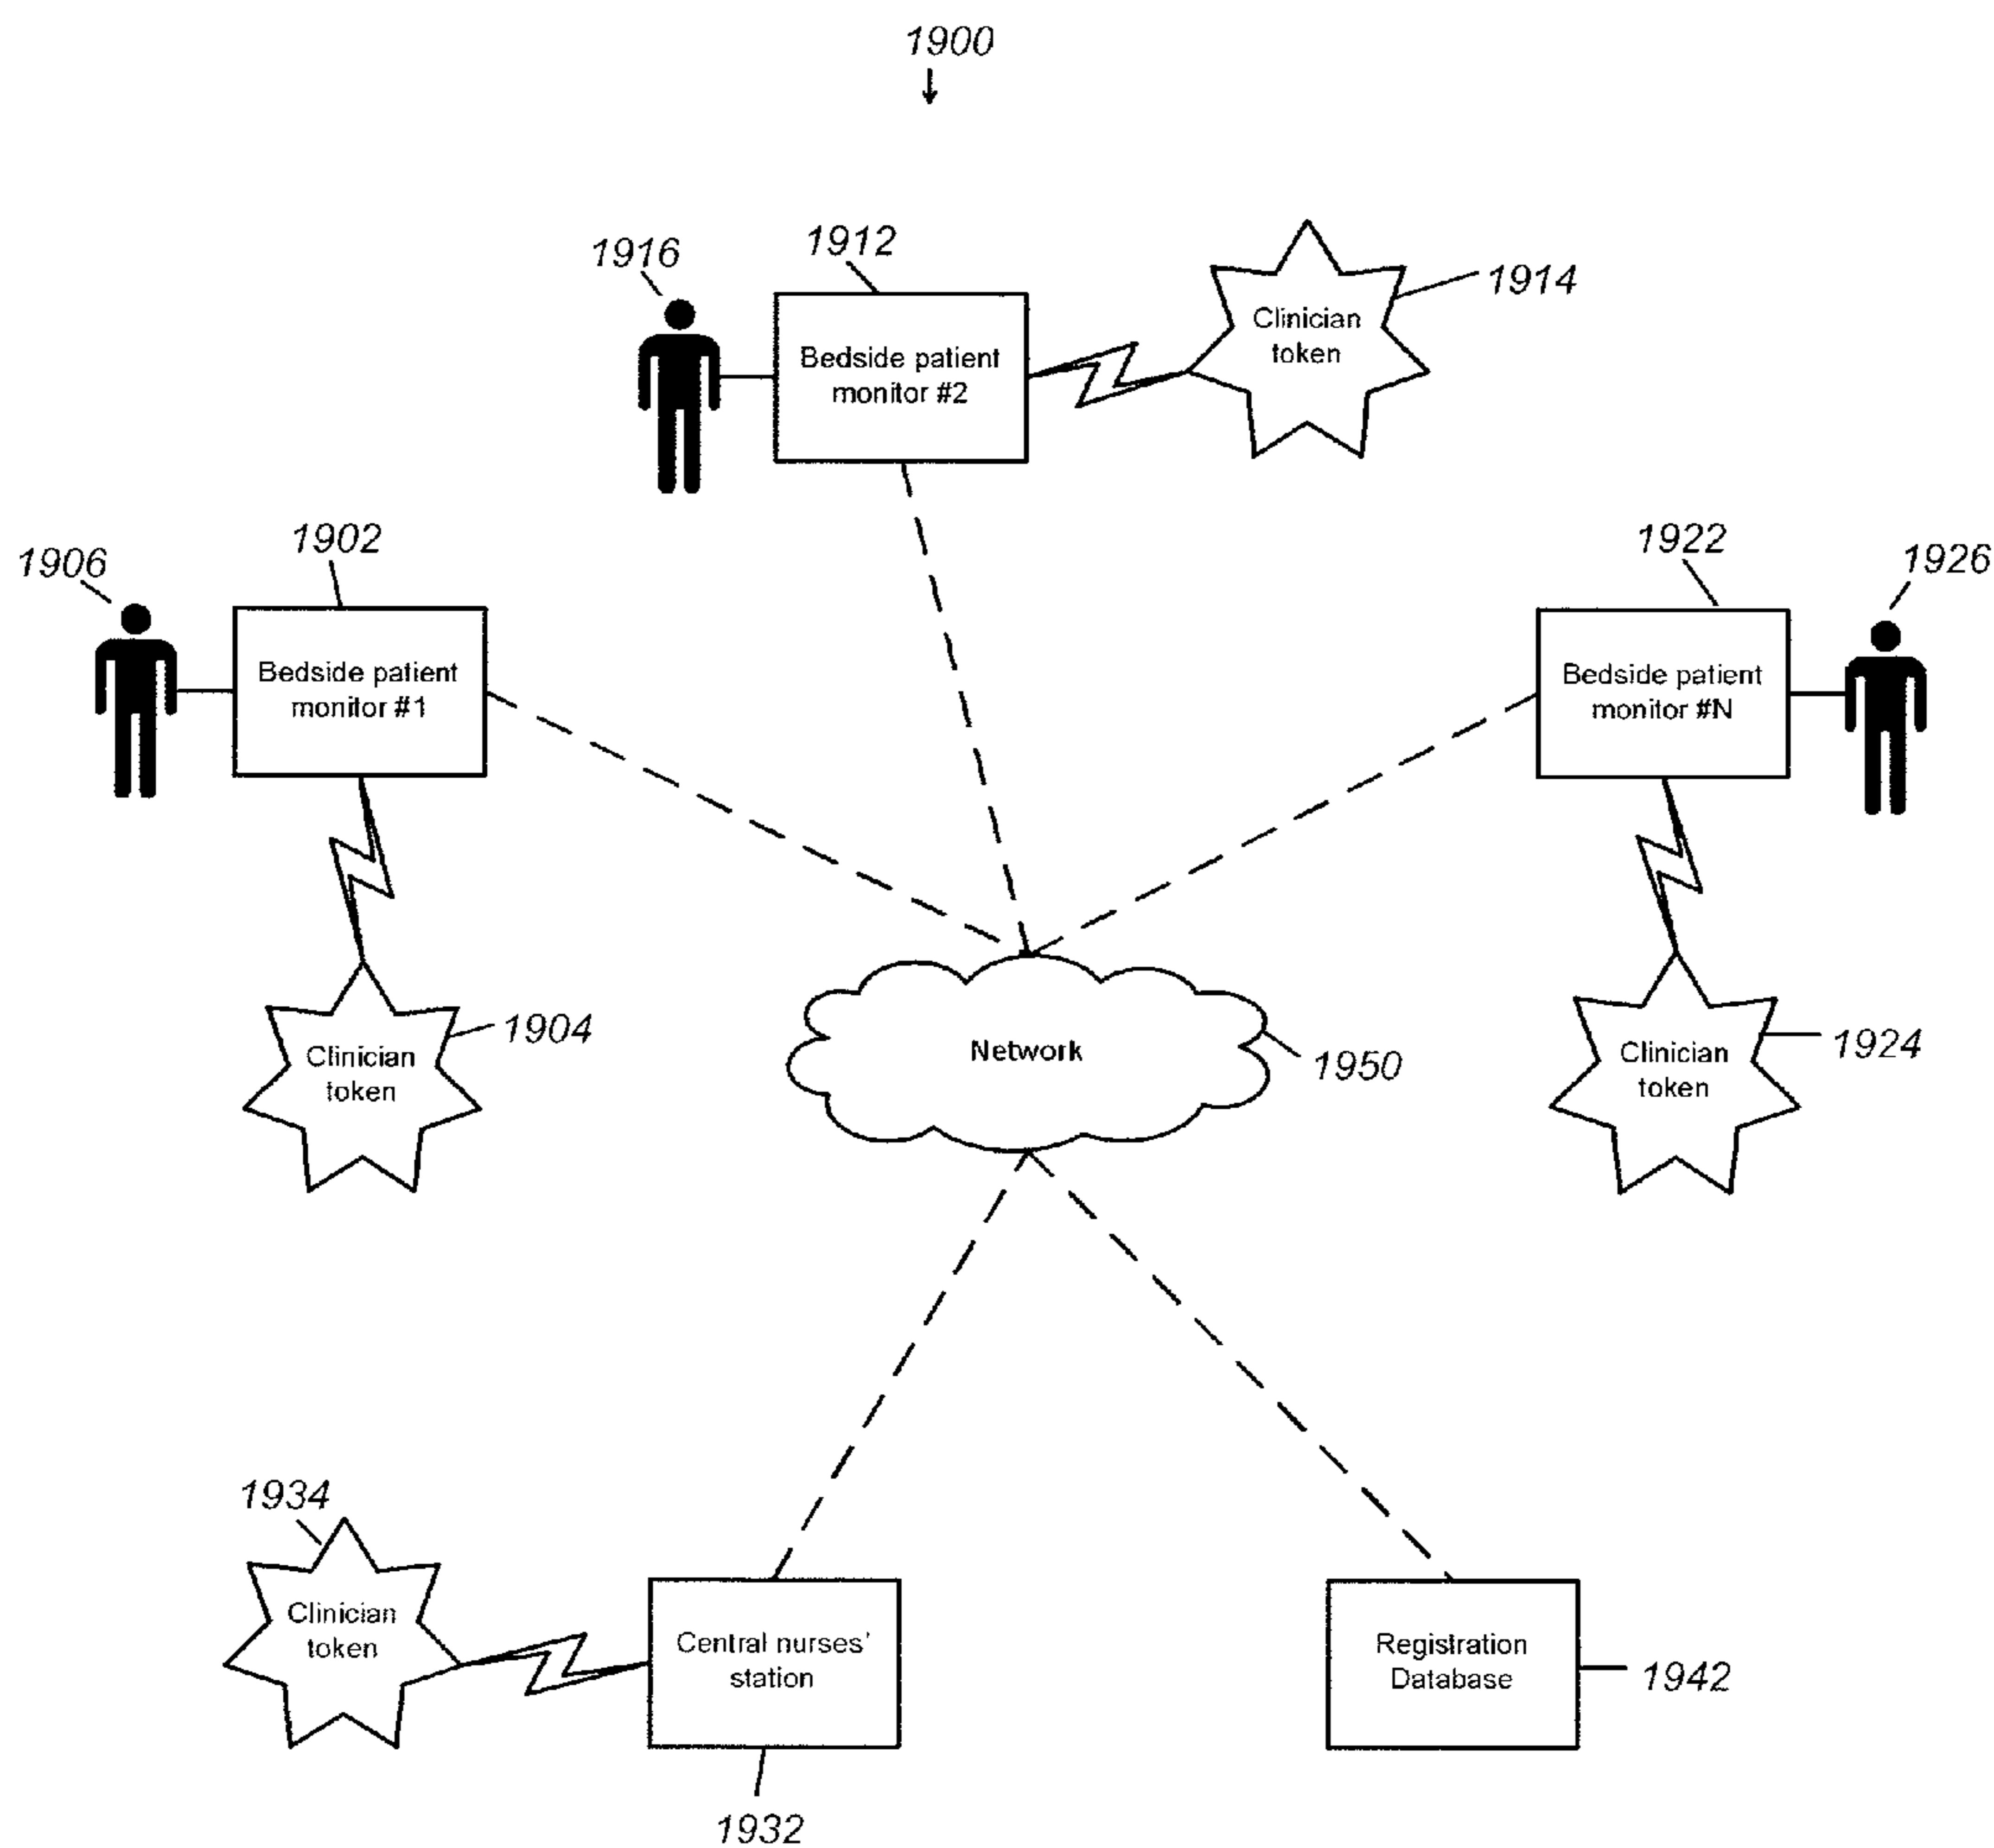 1900
1916
1912
1914
Clinician
token
Bedside patient
monitor #2
1906
1902
Bedside patient
monitor #1
1922
1926
Bedside patient
monitor #N
1904
Clinician
token
Network
1950
1924
Clinician
token
1934
Clinician
token
Central nurses'
station
1932
Registration
Database
1942